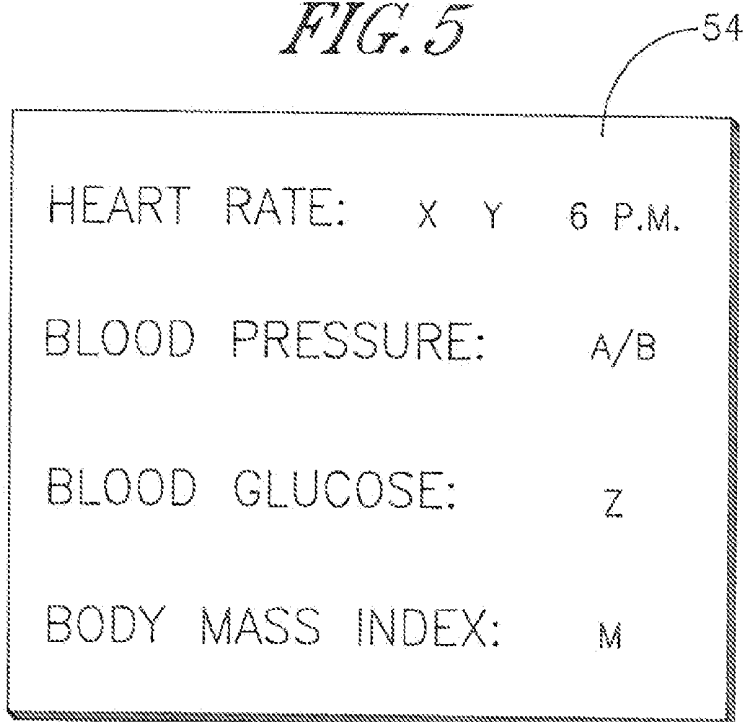 FIG. 5
54
HEART RATE: X Y 6 P.M.
BLOOD PRESSURE: A/B
BLOOD GLUCOSE: Z
BODY MASS INDEX: M